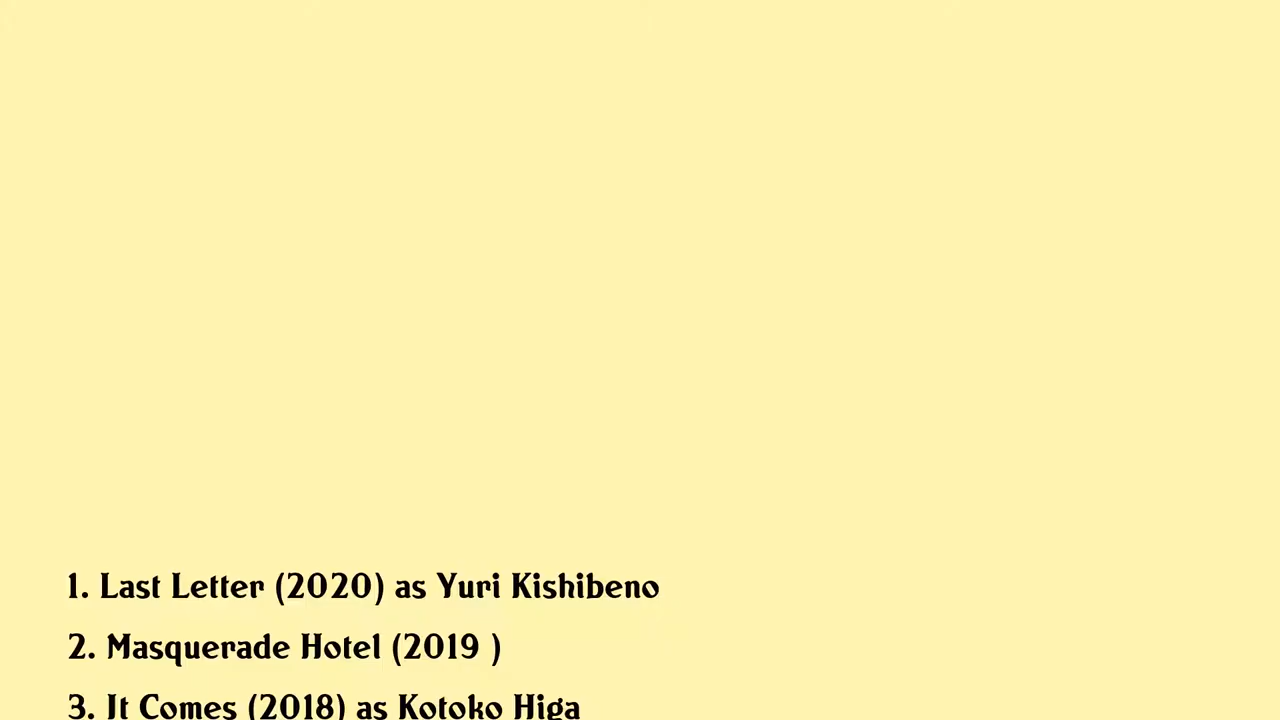 1. Last Letter (2020) as Yuri Kishibeno
2. Masquerade Hotel (2019 )
3. It Comes (2018) as Kotoko Higa